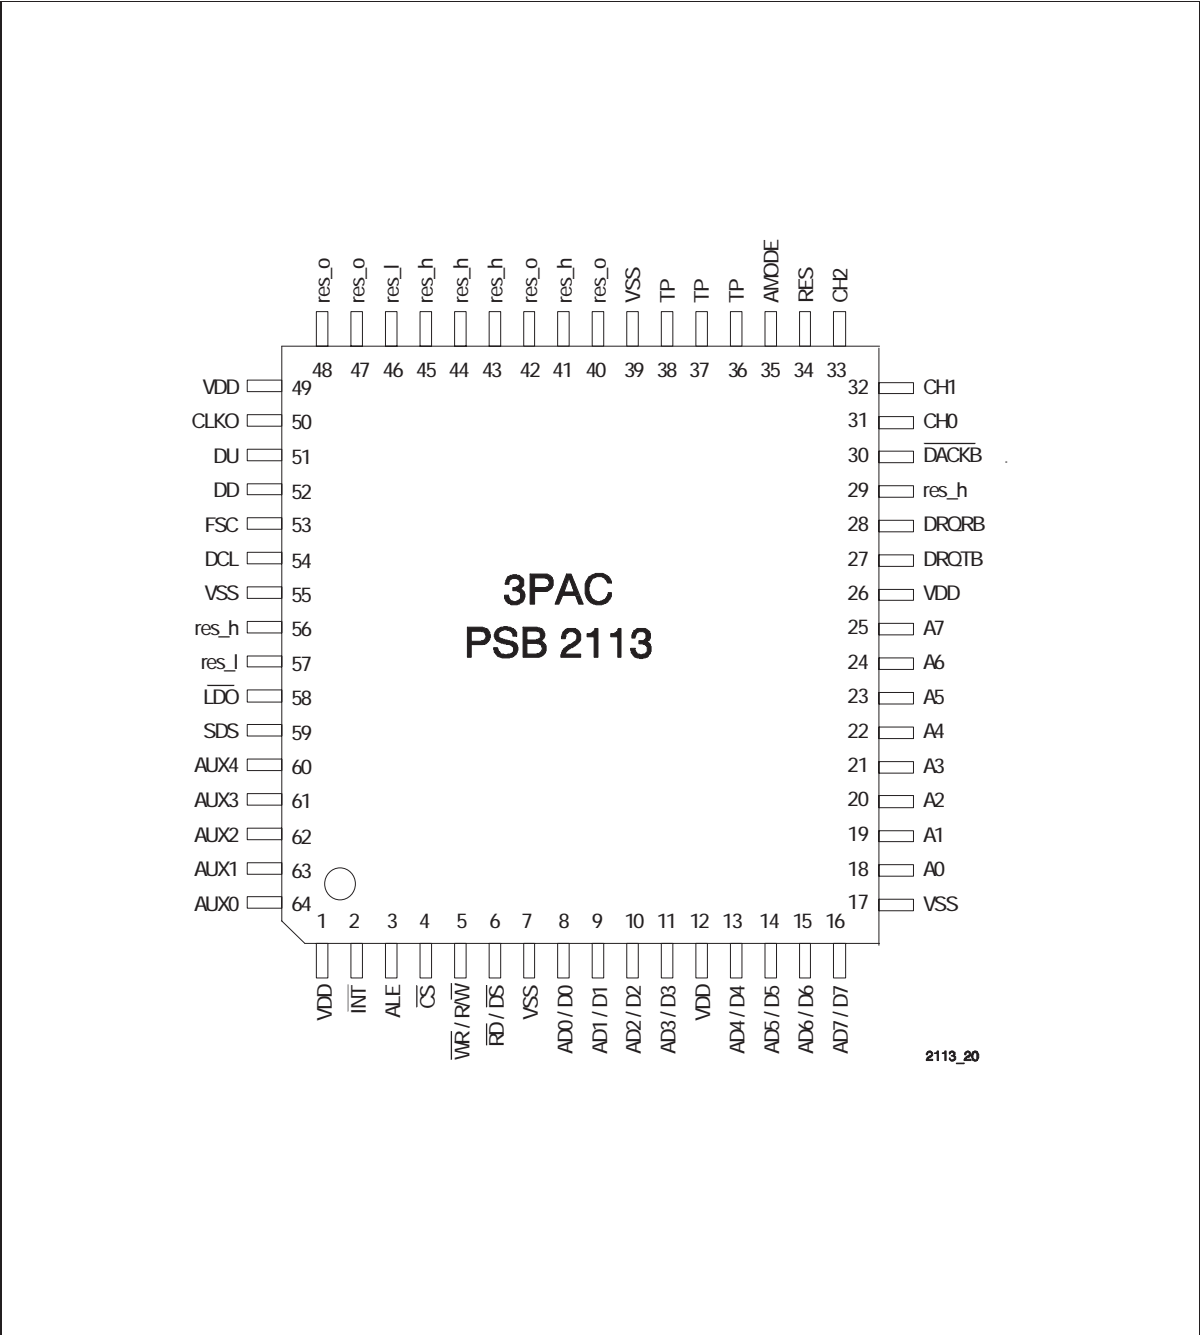 res_o res_o res_l res_h res_h res_h res_o res_h res_o VSS TP TP TP AMODE RES CH2
48 47 46 45 44 43 42 41 40 39 38 37 36 35 34 33
VDD 49 32 CH1
CLKO 50 31 CH0
DU 51 30 D̅A̅C̅K̅B̅
DD 52 29 res_h
FSC 53 28 DRQRB
DCL 54 27 DRQTB
VSS 55 26 VDD
res_h 56 25 A7
res_l 57 24 A6
L̅D̅O̅ 58 23 A5
SDS 59 22 A4
AUX4 60 21 A3
AUX3 61 20 A2
AUX2 62 19 A1
AUX1 63 18 A0
AUX0 64 17 VSS
3PAC
PSB 2113
1 2 3 4 5 6 7 8 9 10 11 12 13 14 15 16
VDD I̅N̅T̅ ALE C̅S̅ W̅R̅ / R/W̅ R̅D̅ / D̅S̅ VSS AD0 / D0 AD1 / D1 AD2 / D2 AD3 / D3 VDD AD4 / D4 AD5 / D5 AD6 / D6 AD7 / D7
2113_20